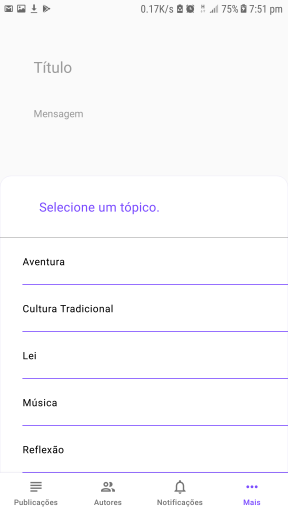 0.17K/s 75% 7:51 pm
Título
Mensagem
Selecione um tópico.
Aventura
Cultura Tradicional
Lei
Música
Reflexão
Publicações Autores Notificações Mais